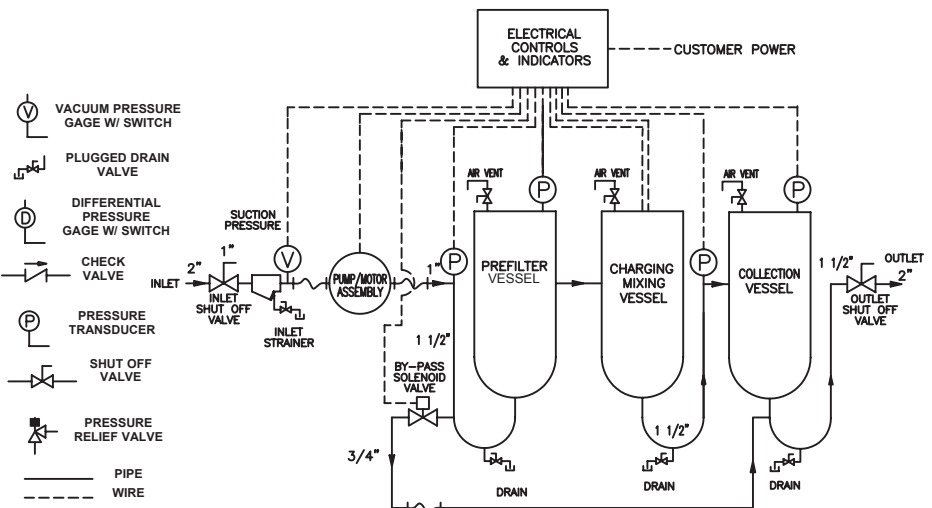 ELECTRICAL
CONTROLS
& INDICATORS
CUSTOMER POWER
V
VACUUM PRESSURE
GAGE W/ SWITCH
PLUGGED DRAIN
VALVE
D
DIFFERENTIAL
PRESSURE
GAGE W/ SWITCH
CHECK
VALVE
P
PRESSURE
TRANSDUCER
SHUT OFF
VALVE
PRESSURE
RELIEF VALVE
PIPE
WIRE
SUCTION
PRESSURE
V
INLET
2"
1"
INLET
SHUT OFF
VALVE
INLET
STRAINER
PUMP/MOTOR
ASSEMBLY
1"
P
1 1/2"
BY-PASS
SOLENOID
VALVE
3/4"
AIR VENT
P
PREFILTER
VESSEL
DRAIN
AIR VENT
CHARGING
MIXING
VESSEL
1 1/2"
DRAIN
P
AIR VENT
P
COLLECTION
VESSEL
DRAIN
1 1/2"
OUTLET
2"
OUTLET
SHUT OFF
VALVE